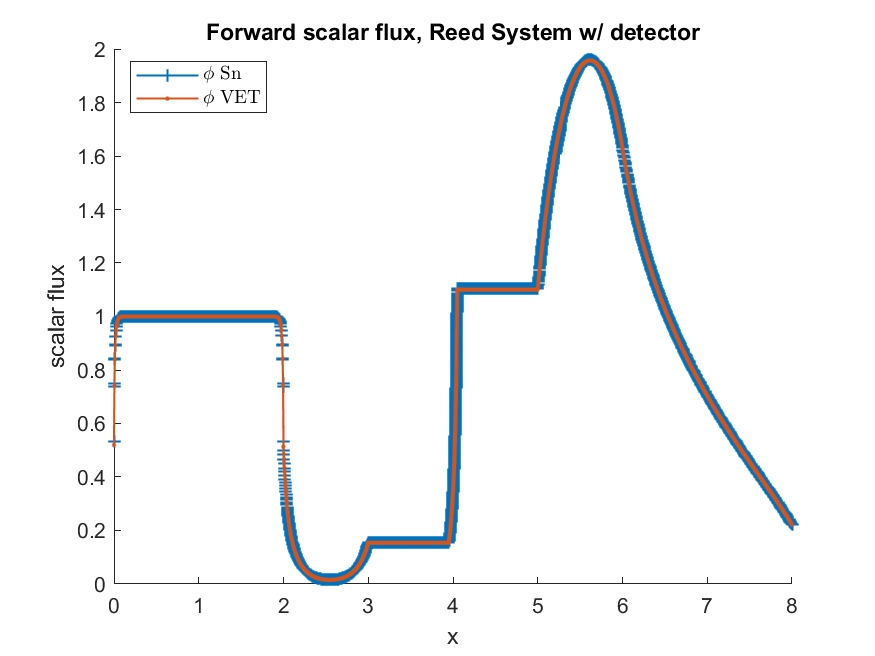 Forward scalar flux, Reed System w/ detector
ϕ Sn
ϕ VET
scalar flux
2
1.8
1.6
1.4
1.2
1
0.8
0.6
0.4
0.2
0
0 1 2 3 4 5 6 7 8
x